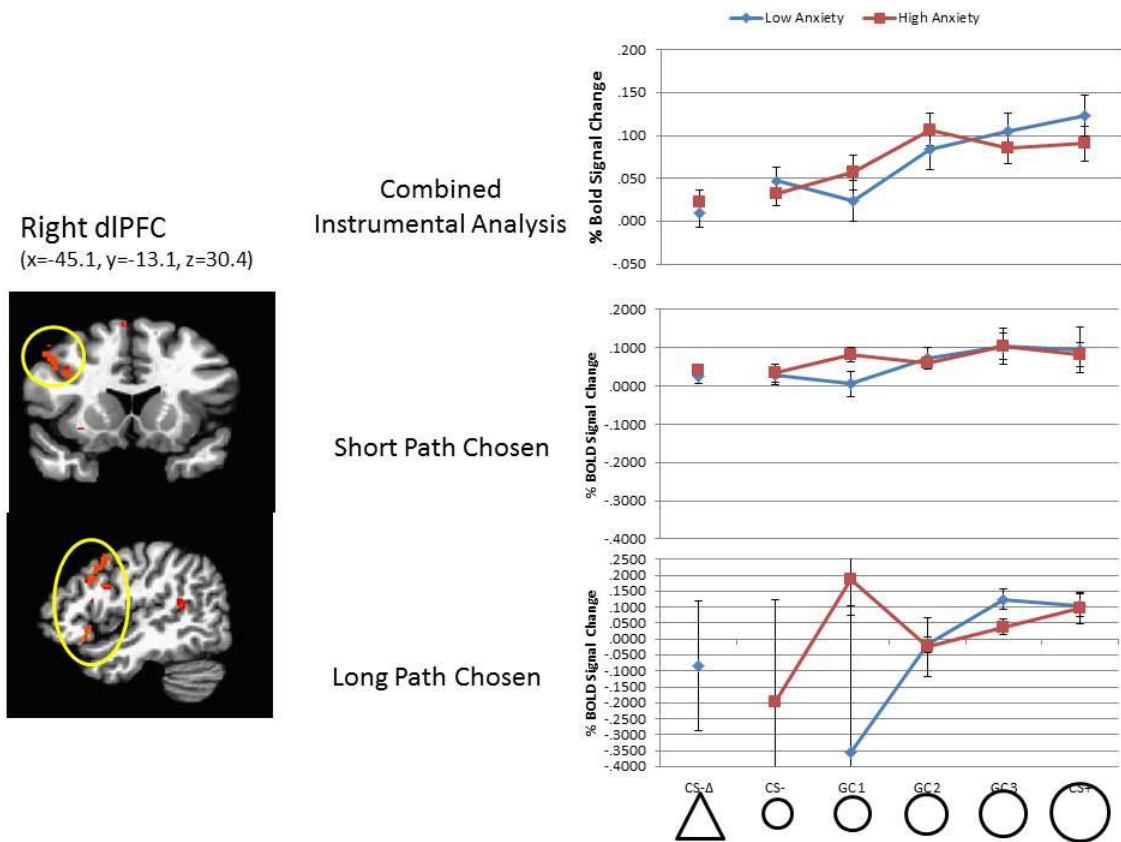 Low Anxiety High Anxiety
Right dlPFC
(x=-45.1, y=-13.1, z=30.4)
Combined
Instrumental Analysis
% Bold Signal Change
.200
.150
.100
.050
.000
-.050
Short Path Chosen
% BOLD Signal Change
.2000
.1000
.0000
-.1000
-.2000
-.3000
-.4000
Long Path Chosen
% BOLD Signal Change
.2500
.2000
.1500
.1000
.0500
.0000
-.0500
-.1000
-.1500
-.2000
-.2500
-.3000
-.3500
-.4000
CS-Δ CS- GC1 GC2 GC3 CS+